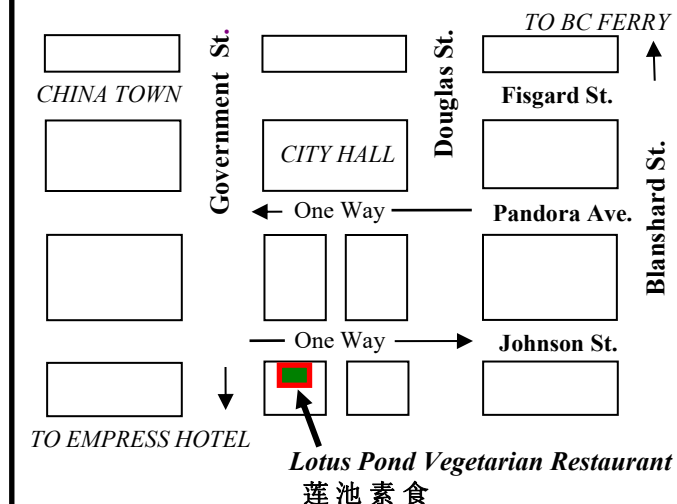 TO BC FERRY
Government St.
Douglas St.
CHINA TOWN
Fisgard St.
CITY HALL
Blanshard St.
One Way
Pandora Ave.
One Way
Johnson St.
TO EMPRESS HOTEL
Lotus Pond Vegetarian Restaurant
莲池素食